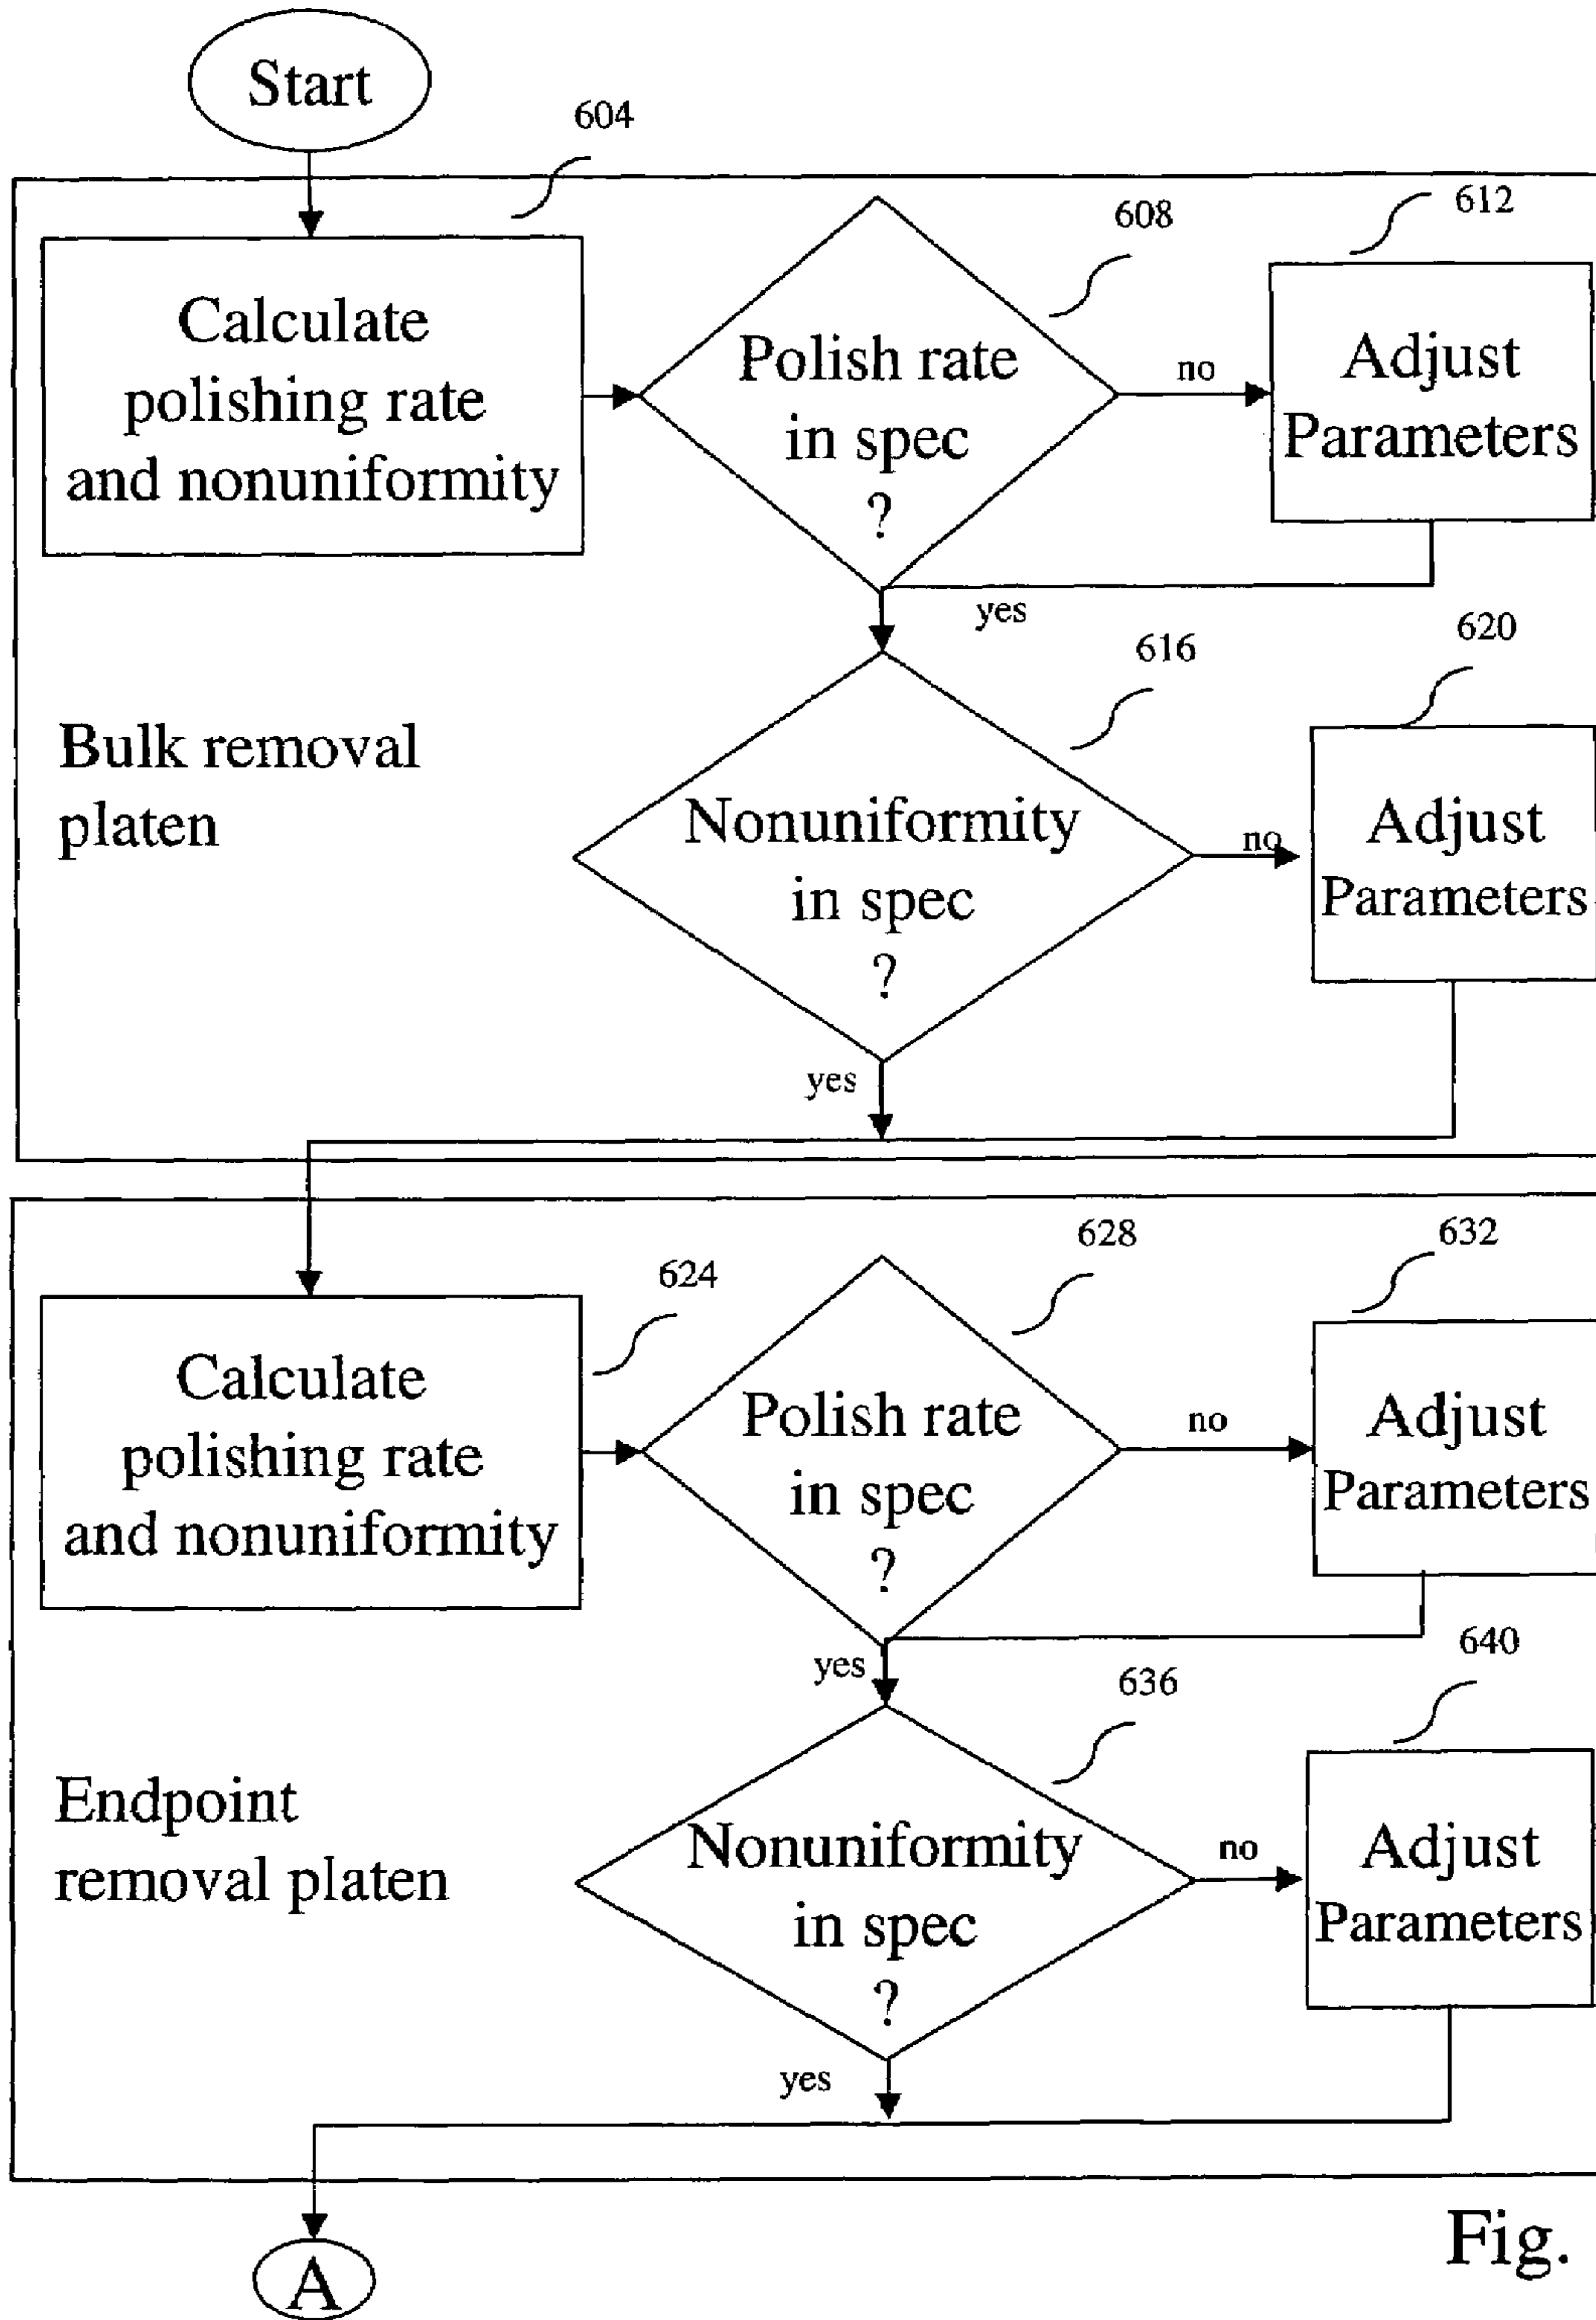 Start
604
Calculate
polishing rate
and nonuniformity
608
Polish rate
in spec
?
no
612
Adjust
Parameters
yes
616
Nonuniformity
in spec
?
no
620
Adjust
Parameters
yes
Bulk removal
platen
624
Calculate
polishing rate
and nonuniformity
628
Polish rate
in spec
?
no
632
Adjust
Parameters
yes
636
Nonuniformity
in spec
?
no
640
Adjust
Parameters
yes
Endpoint
removal platen
A
Fig.